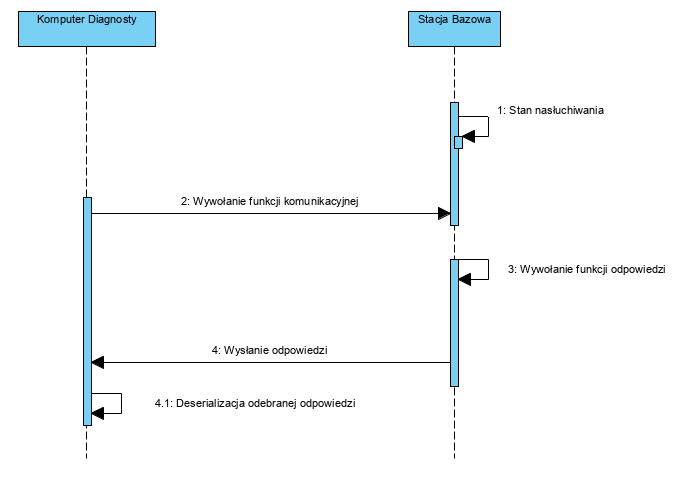 Komputer Diagnosty
Stacja Bazowa
1: Stan nasłuchiwania
2: Wywołanie funkcji komunikacyjnej
3: Wywołanie funkcji odpowiedzi
4: Wysłanie odpowiedzi
4.1: Deserializacja odebranej odpowiedzi